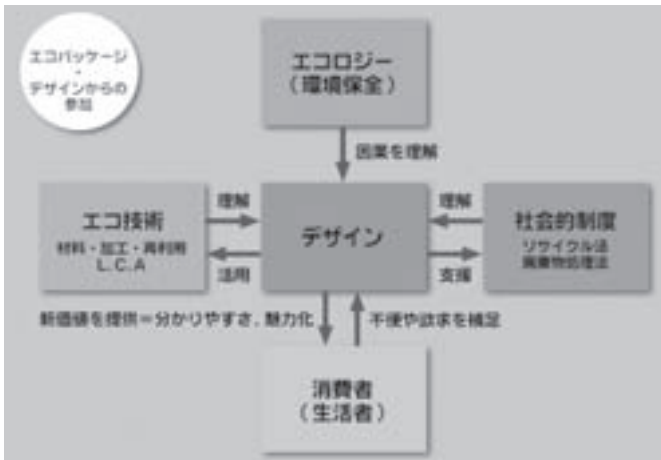 エコパッケージ
・
デザインからの
参加
エコロジー
(環境保全)
因業を理解
エコ技術
材料・加工・再利用
L.C.A
理解
活用
デザイン
理解
支援
社会的制度
リサイクル法
廃棄物処理法
新価値を提供=分かりやすさ、魅力化
不便や欲求を補足
消費者
(生活者)